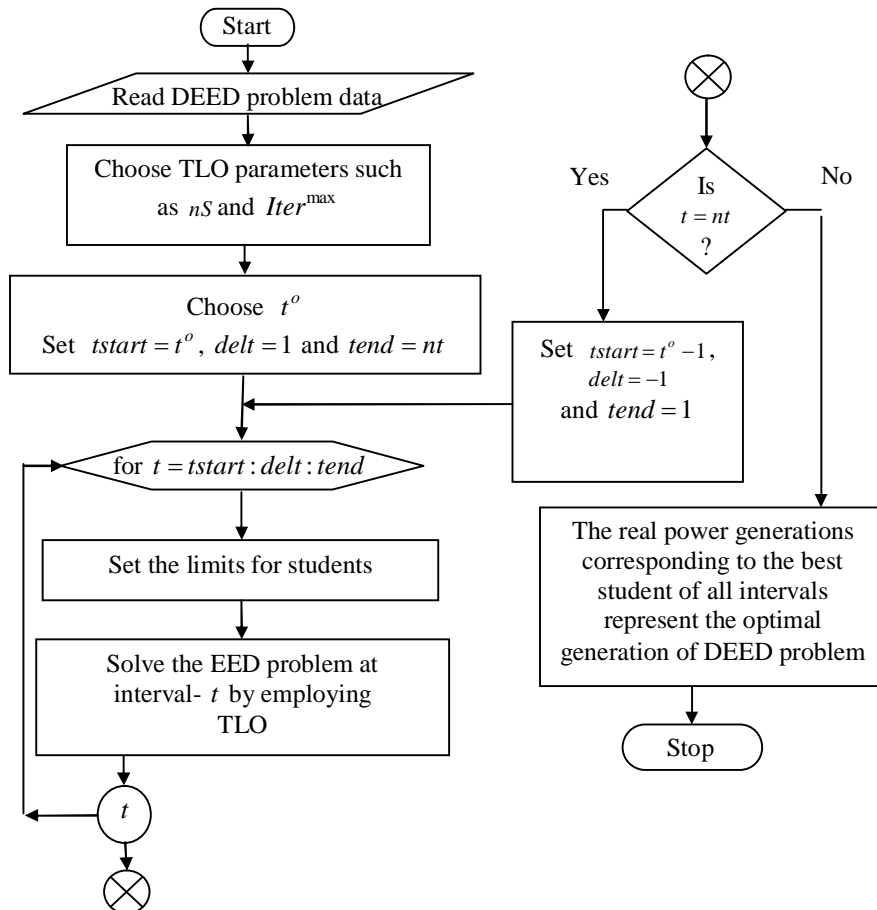 Start
Read DEED problem data
Choose TLO parameters such
as nS and Iter^max
Choose t^o
Set tstart = t^o, delt = 1 and tend = nt
for t = tstart : delt : tend
Set the limits for students
Solve the EED problem at
interval- t by employing
TLO
t
Yes
Is
t = nt
?
No
Set tstart = t^o − 1,
delt = −1
and tend = 1
The real power generations
corresponding to the best
student of all intervals
represent the optimal
generation of DEED problem
Stop